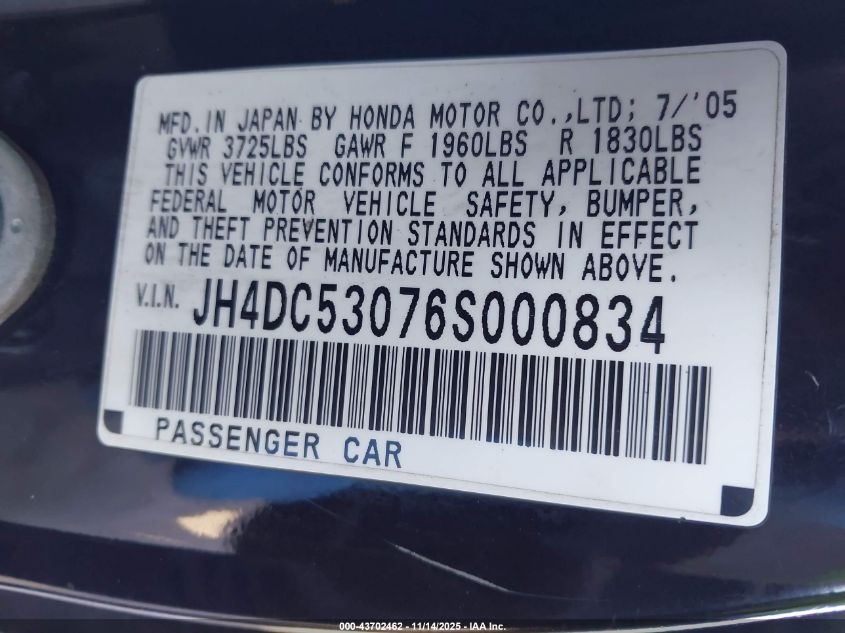 MFD. IN JAPAN BY HONDA MOTOR CO.,LTD; 7/'05
GVWR 3725LBS GAWR F 1960LBS R 1830LBS
THIS VEHICLE CONFORMS TO ALL APPLICABLE
FEDERAL MOTOR VEHICLE SAFETY, BUMPER,
AND THEFT PREVENTION STANDARDS IN EFFECT
ON THE DATE OF MANUFACTURE SHOWN ABOVE.
V.I.N. JH4DC53076S000834
PASSENGER CAR
000-43702462 - 11/14/2025 - IAA Inc.